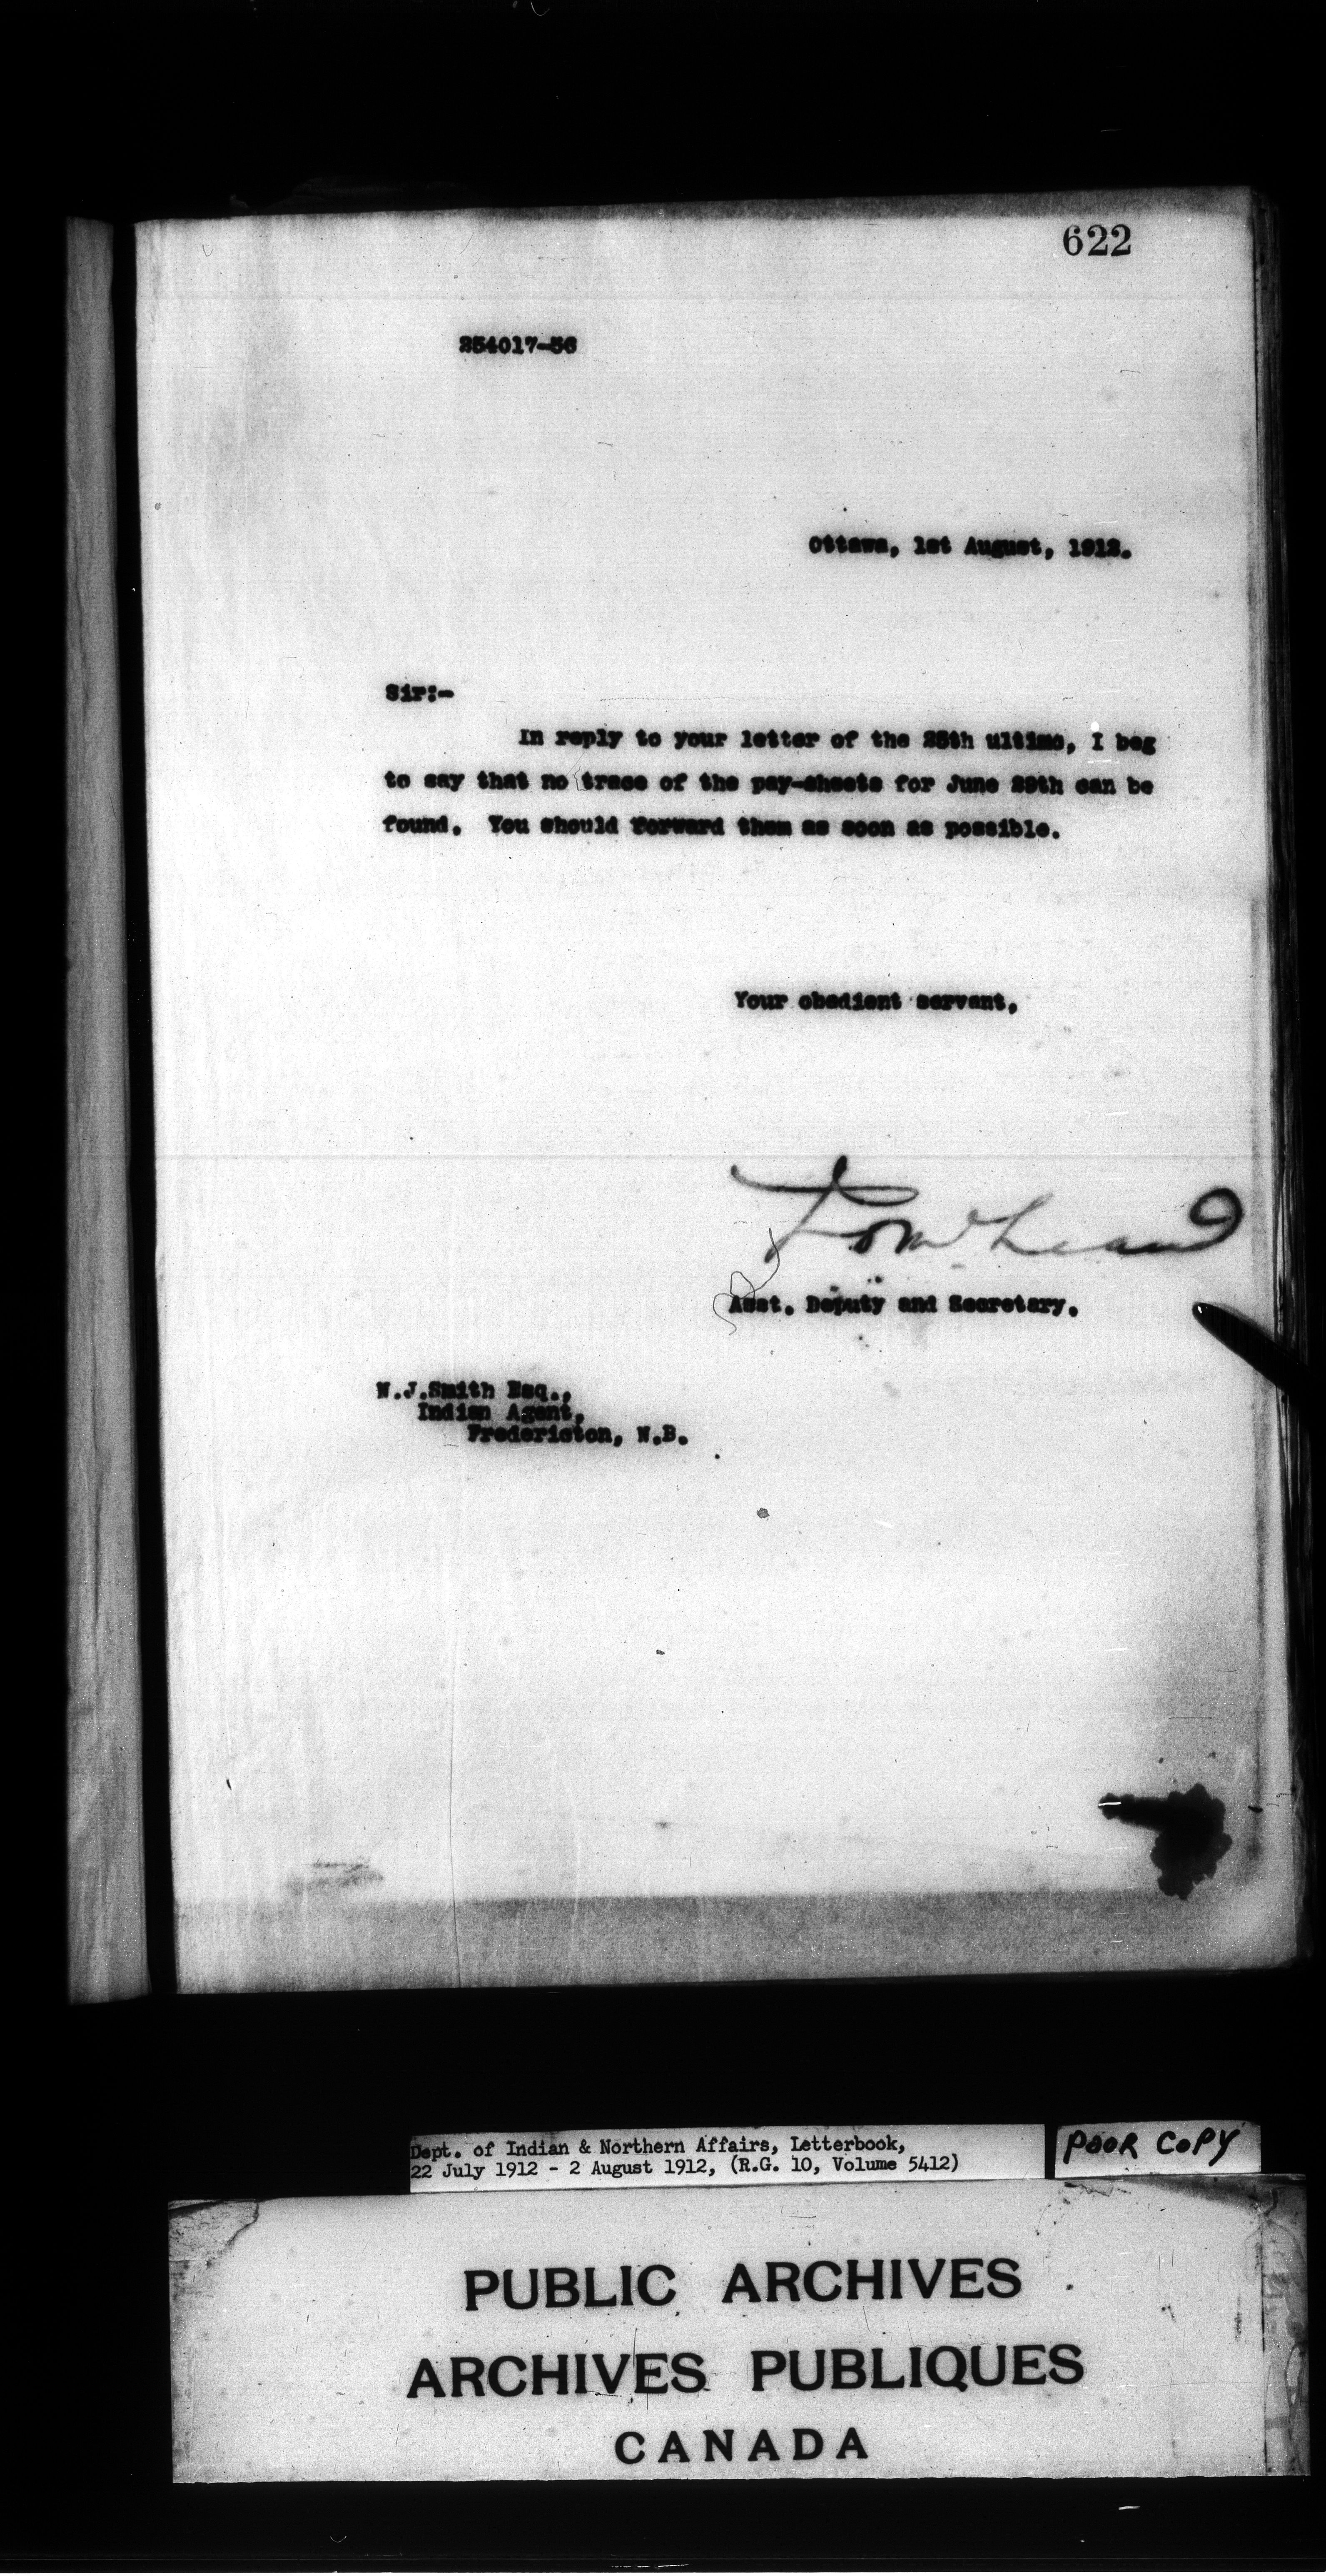 622
254017-56
Ottawa, 1st August, 1912.
Sir:-
In reply to your letter of the 25th ultimo, I beg
to say that no trace of the pay-sheets for June 29th can be
found. You should forward them as soon as possible.
Your obedient servant,
Asst. Deputy and Secretary.
N.J.Smith Esq.,
Indian Agent,
Fredericton, N.B.
Dept. of Indian & Northern Affairs, Letterbook,
22 July 1912 - 2 August 1912, (R.G. 10, Volume 5412)
POOR COPY
PUBLIC ARCHIVES
ARCHIVES PUBLIQUES
CANADA